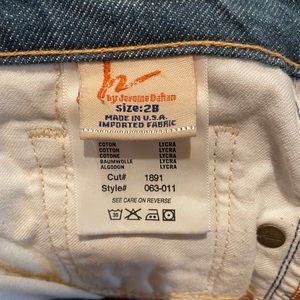 by Jerome Dahan
Size:28
MADE IN U.S.A.
IMPORTED FABRIC
COTON LYCRA
COTTON LYCRA
COTONE LYCRA
BAUMWOLLE LYCRA
ALGODON LYCRA
Cut# 1891
Style# 063-011
SEE CARE ON REVERSE
30